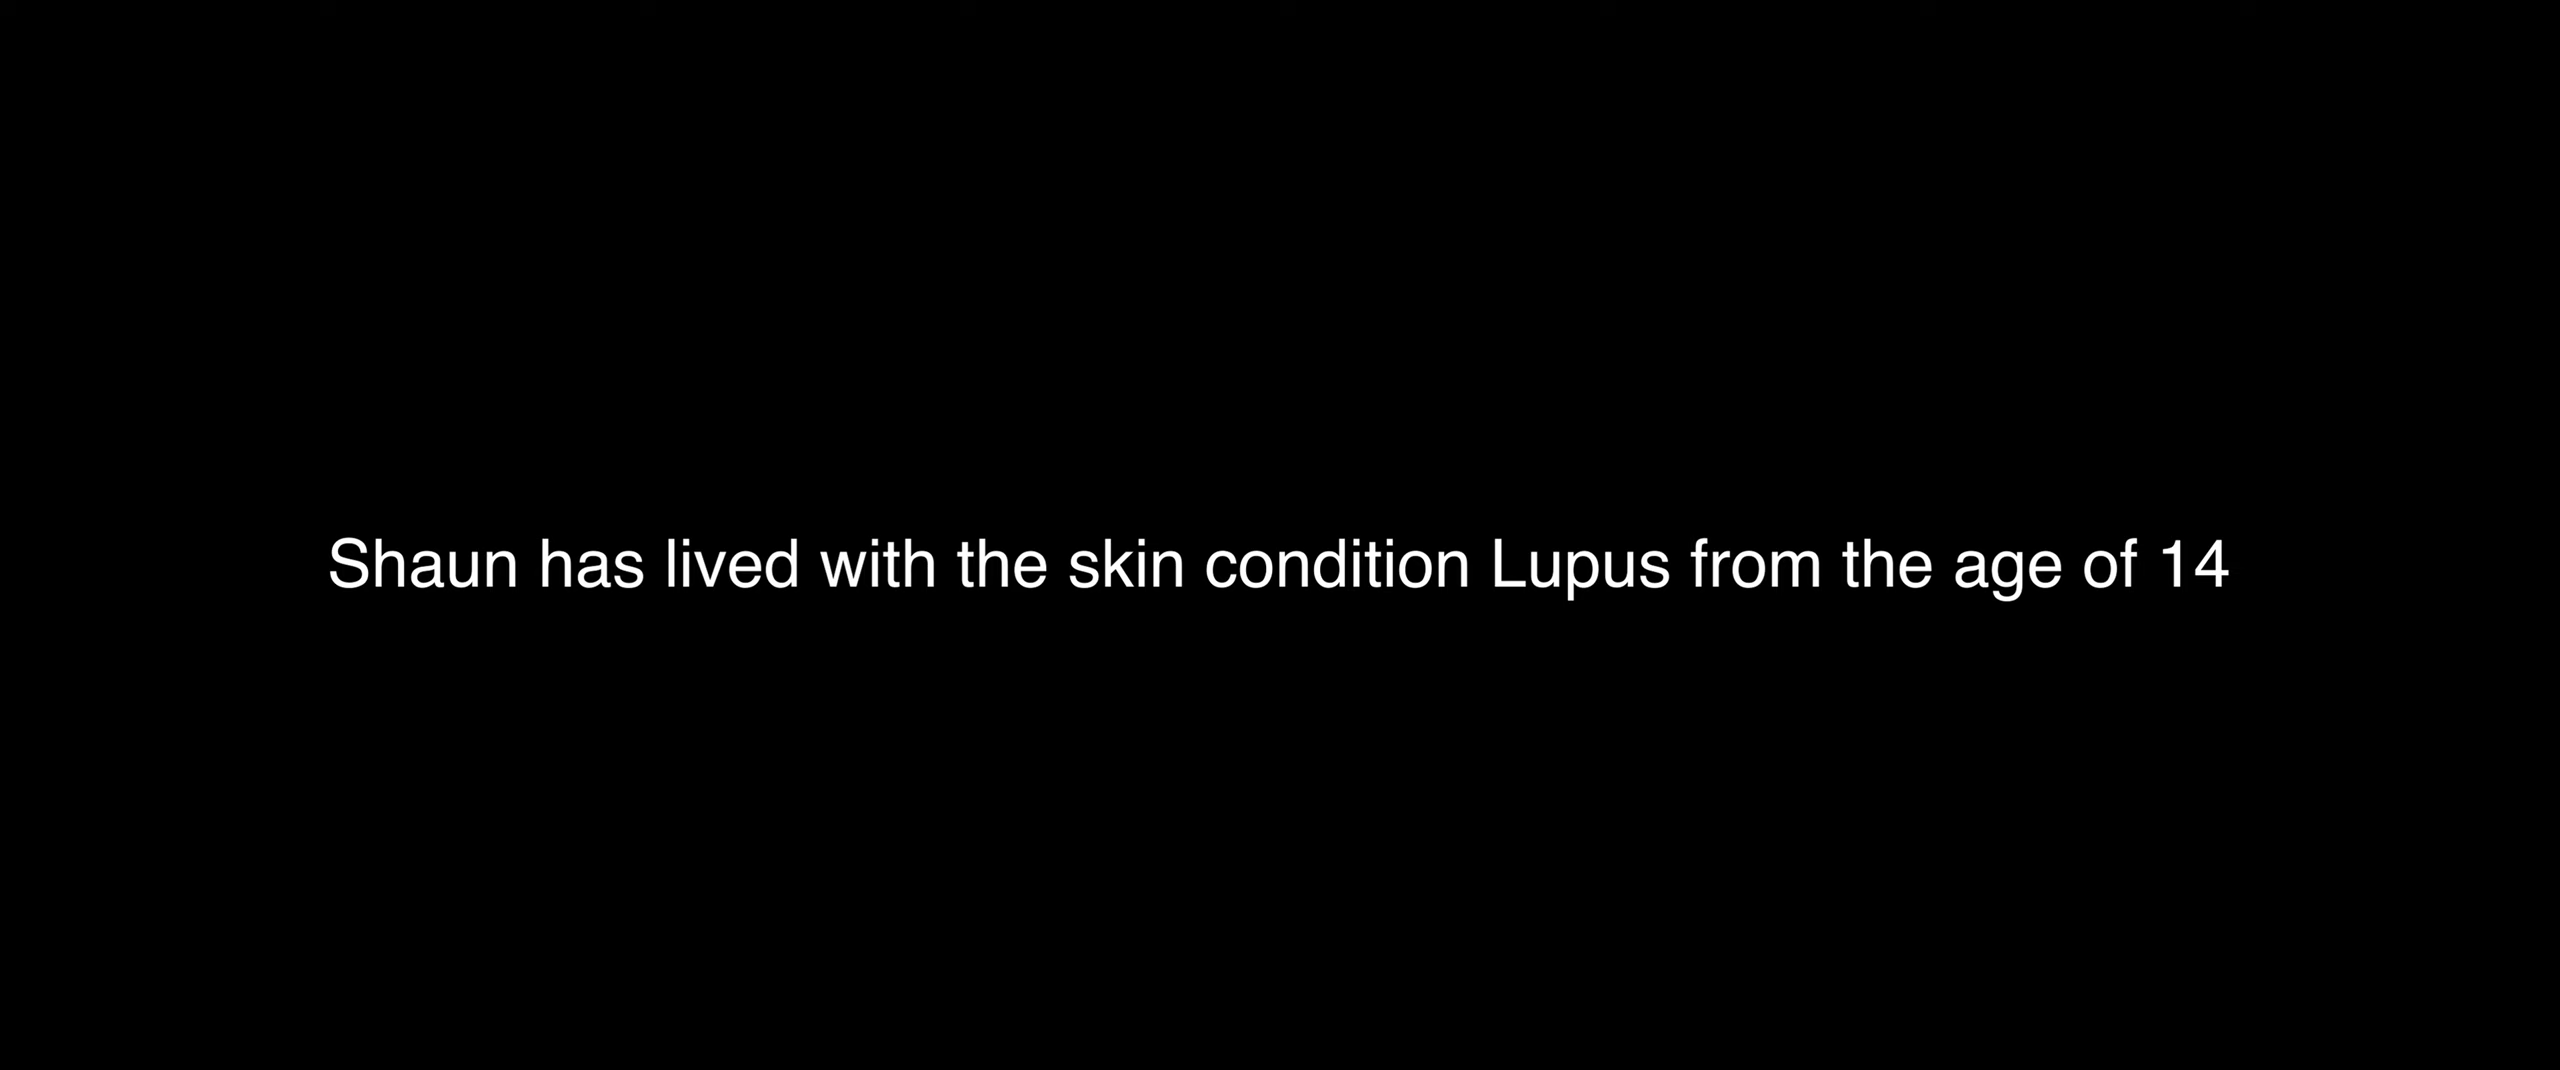 Shaun has lived with the skin condition Lupus from the age of 14